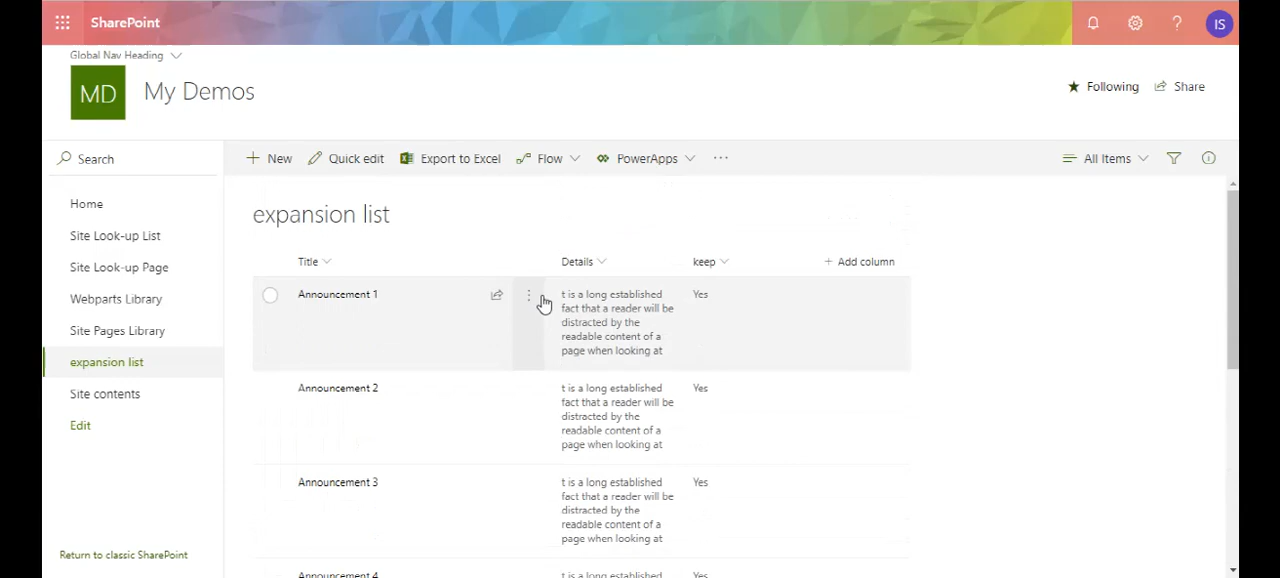 SharePoint
?
IS
Global Nav Heading
MD
My Demos
Following
Share
Search
New
Quick edit
Export to Excel
Flow
PowerApps
...
All Items
Home
Site Look-up List
Site Look-up Page
Webparts Library
Site Pages Library
expansion list
Site contents
Edit
Return to classic SharePoint
expansion list
Title
Details
keep
+ Add column
Announcement 1
t is a long established
fact that a reader will be
distracted by the
readable content of a
page when looking at
Yes
Announcement 2
t is a long established
fact that a reader will be
distracted by the
readable content of a
page when looking at
Yes
Announcement 3
t is a long established
fact that a reader will be
distracted by the
readable content of a
page when looking at
Yes
Announcement 4
t is a long established
Yes